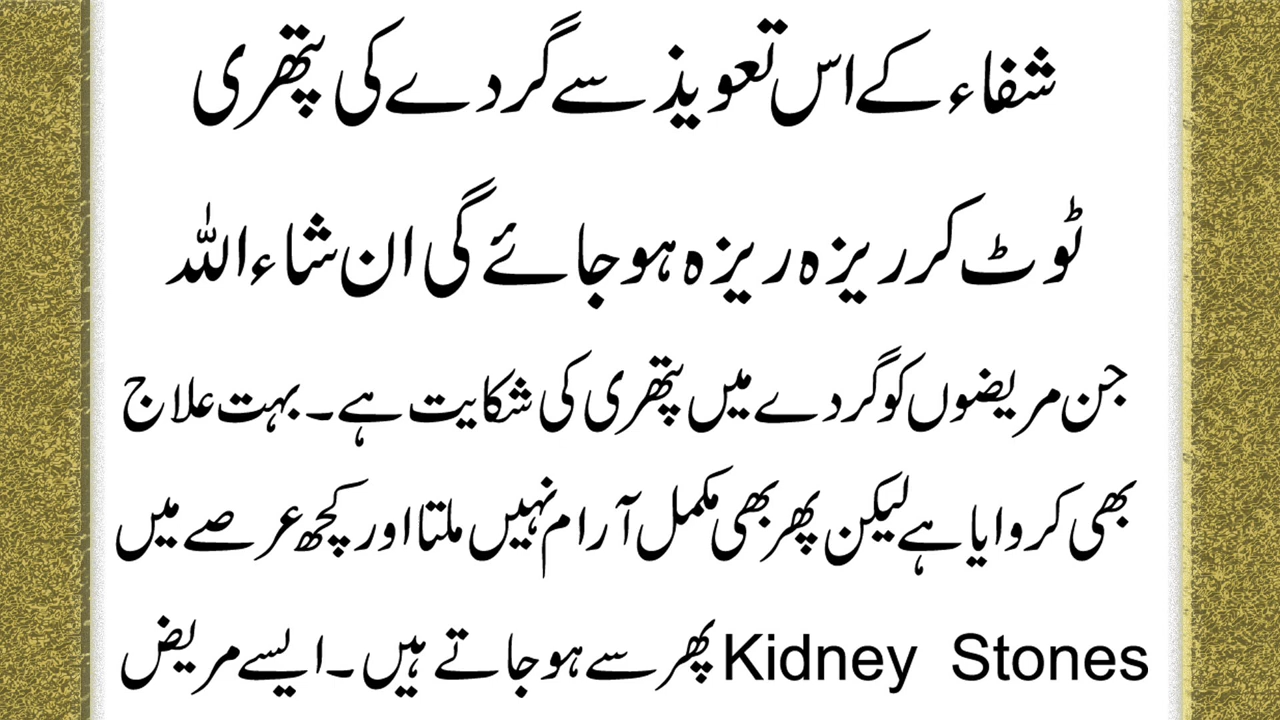 شفاء کے اس تعویذ سے گردے کی پتھری
ٹوٹ کر ریزہ ریزہ ہو جائے گی ان شاء اللہ
جن مریضوں کو گردے میں پتھری کی شکایت ہے۔ بہت علاج
بھی کروایا ہے لیکن پھر بھی مکمل آرام نہیں ملتا اور کچھ عرصے میں
Kidney Stones پھر سے ہو جاتے ہیں۔ ایسے مریض